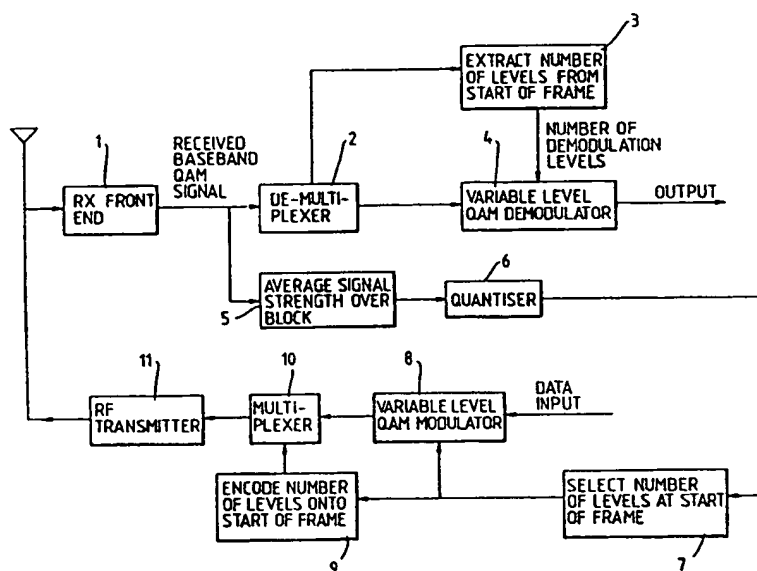 3
EXTRACT NUMBER
OF LEVELS FROM
START OF FRAME
1
RECEIVED
BASEBAND
QAM
SIGNAL
2
NUMBER OF
DEMODULATION
LEVELS
4
RX FRONT
END
DE-MULTI-
PLEXER
VARIABLE LEVEL
QAM DEMODULATOR
OUTPUT
5
AVERAGE SIGNAL
STRENGTH OVER
BLOCK
6
QUANTISER
11
RF
TRANSMITTER
10
MULTI-
PLEXER
8
VARIABLE LEVEL
QAM MODULATOR
DATA
INPUT
ENCODE NUMBER
OF LEVELS ONTO
START OF FRAME
9
SELECT NUMBER
OF LEVELS AT START
OF FRAME
7